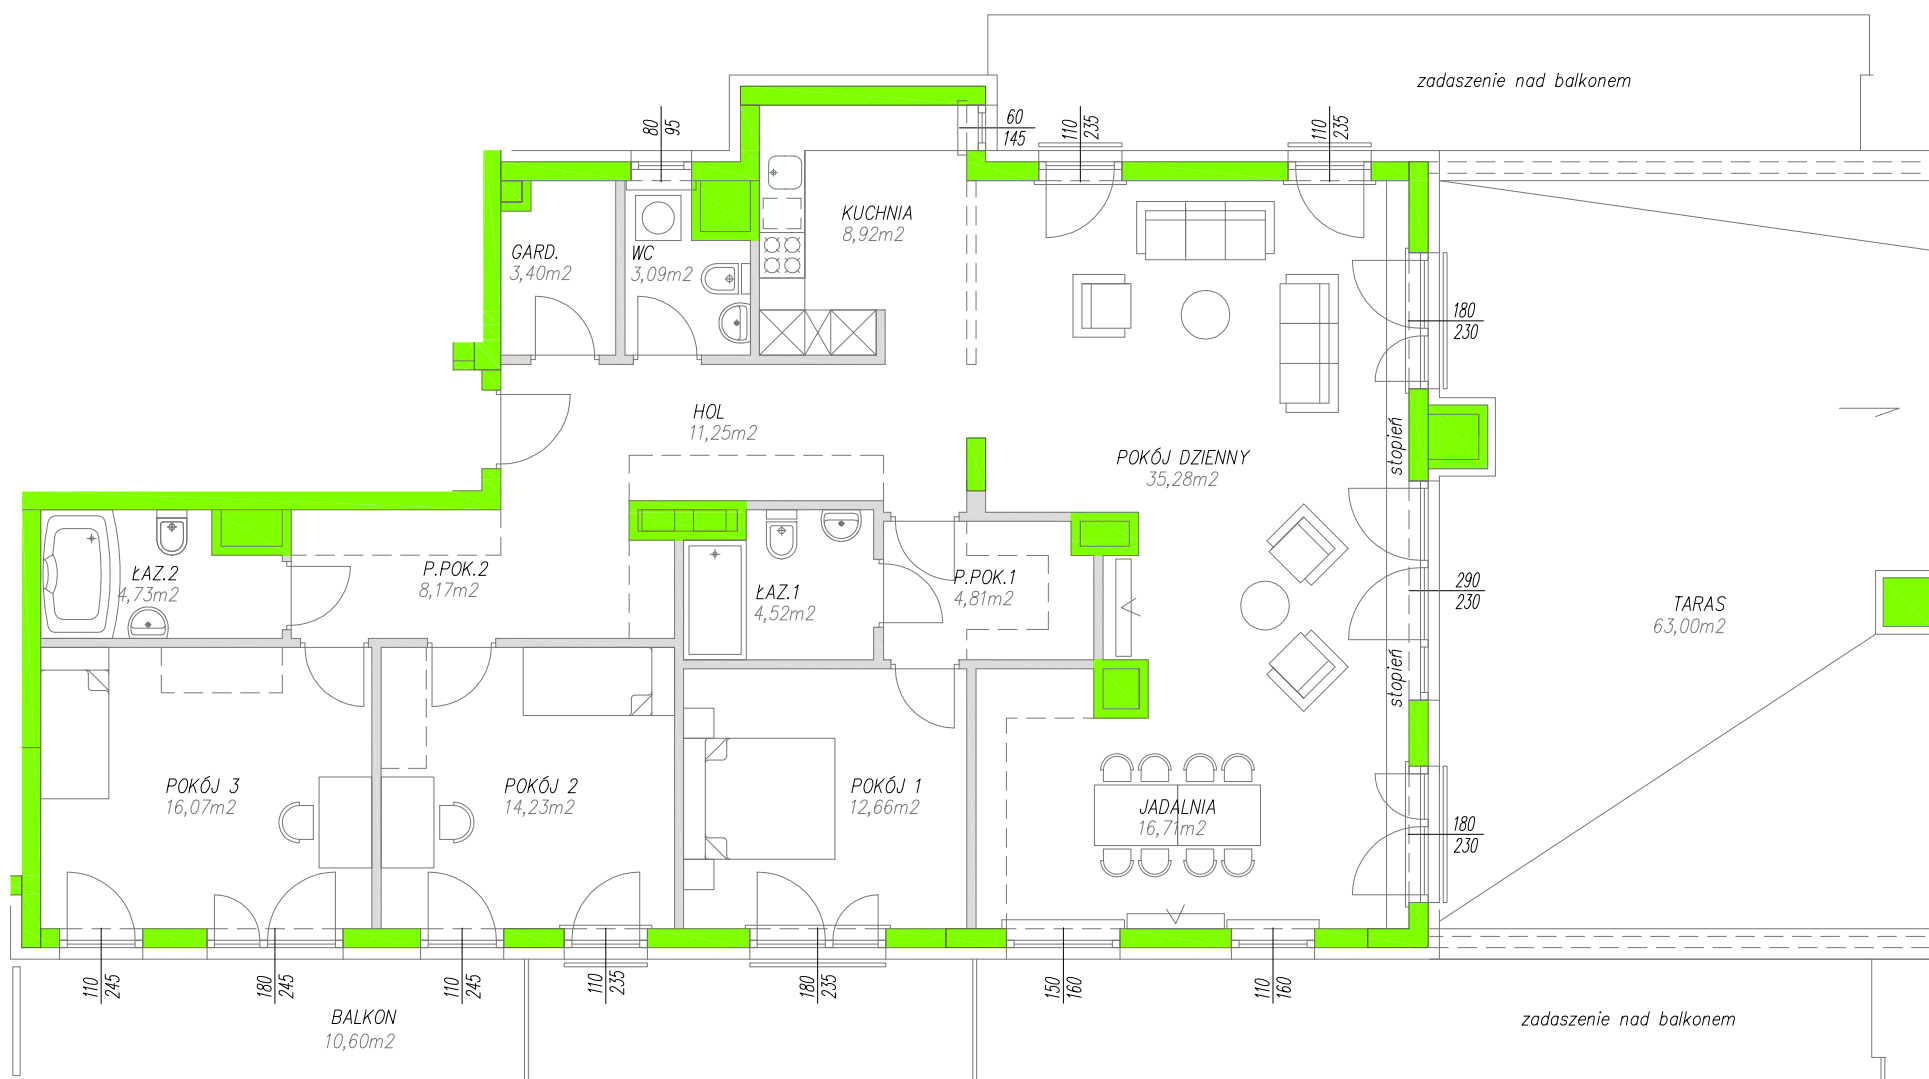 zadaszenie nad balkonem
80
95
60
145
110
235
110
235
KUCHNIA
8,92m2
GARD.
3,40m2
WC
3,09m2
180
230
HOL
11,25m2
stopień
POKÓJ DZIENNY
35,28m2
ŁAZ.2
4,73m2
P.POK.2
8,17m2
ŁAZ.1
4,52m2
P.POK.1
4,81m2
290
230
TARAS
63,00m2
stopień
POKÓJ 3
16,07m2
POKÓJ 2
14,23m2
POKÓJ 1
12,66m2
JADALNIA
16,71m2
180
230
110
245
180
245
110
245
110
235
180
235
150
160
110
160
BALKON
10,60m2
zadaszenie nad balkonem